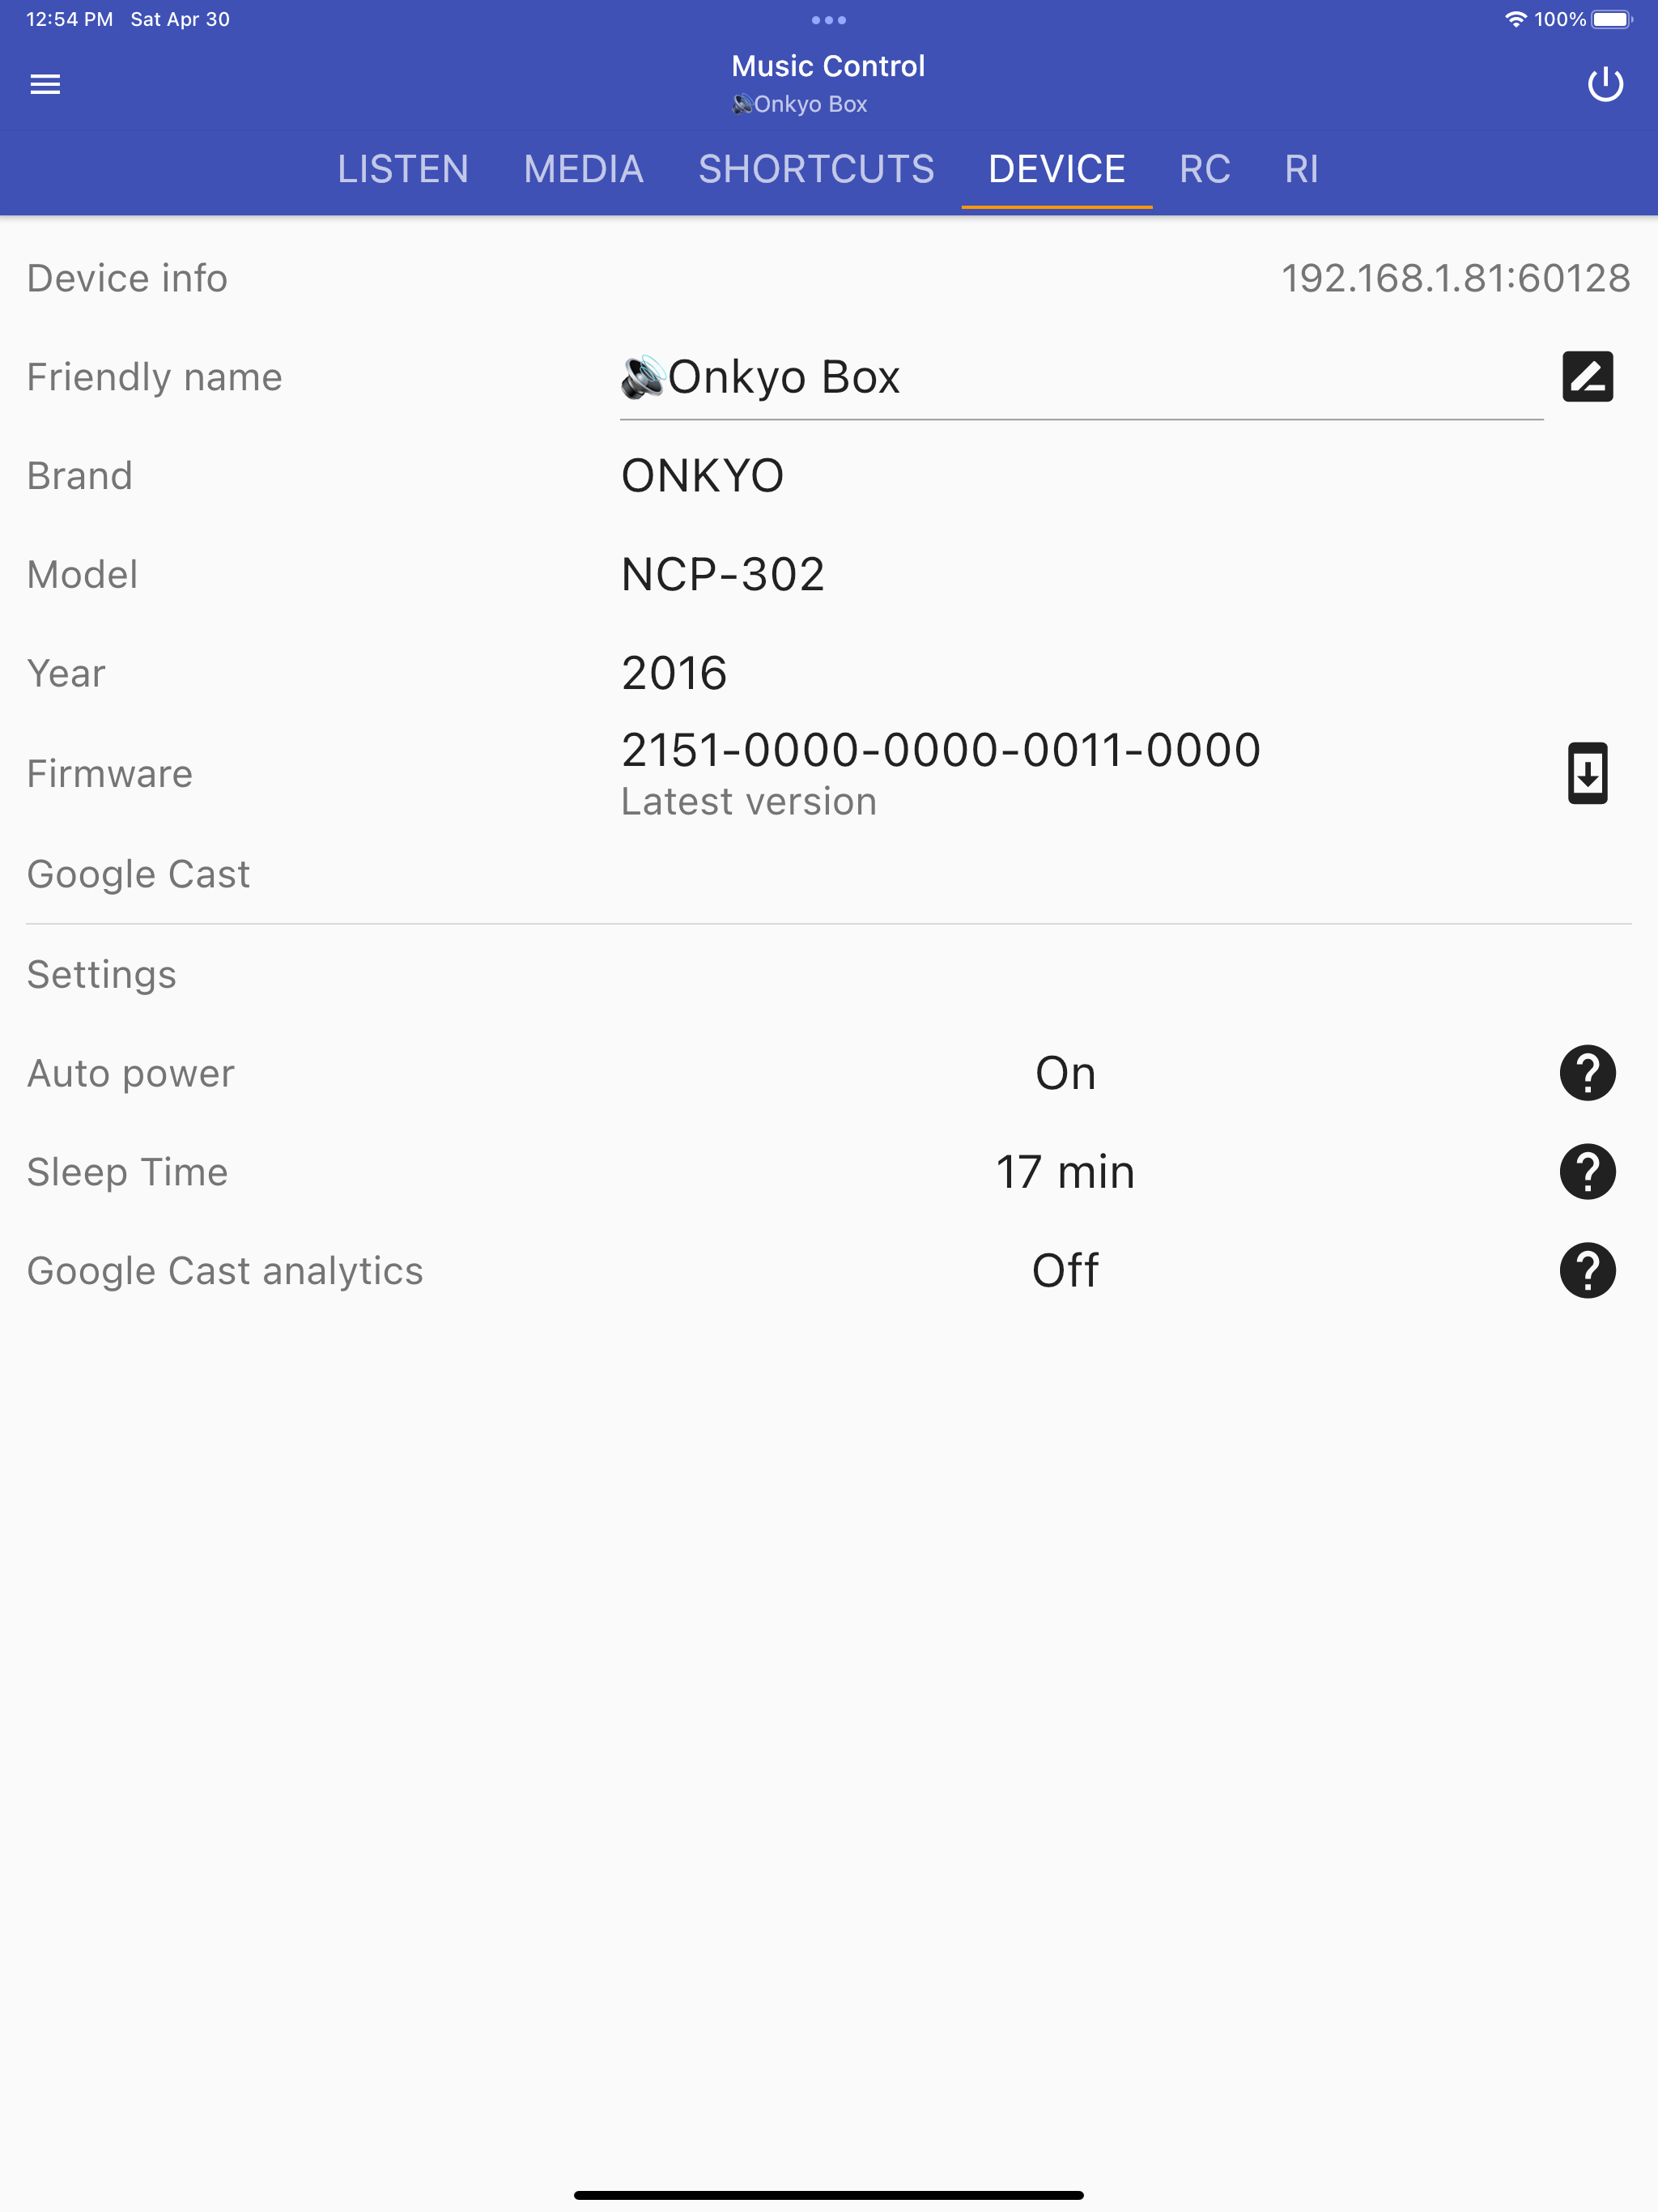 12:54 PM Sat Apr 30 100%
Music Control
🔊Onkyo Box
LISTEN MEDIA SHORTCUTS DEVICE RC RI
Device info 192.168.1.81:60128
Friendly name 🔊Onkyo Box
Brand ONKYO
Model NCP-302
Year 2016
Firmware 2151-0000-0000-0011-0000
Latest version
Google Cast
Settings
Auto power On
Sleep Time 17 min
Google Cast analytics Off